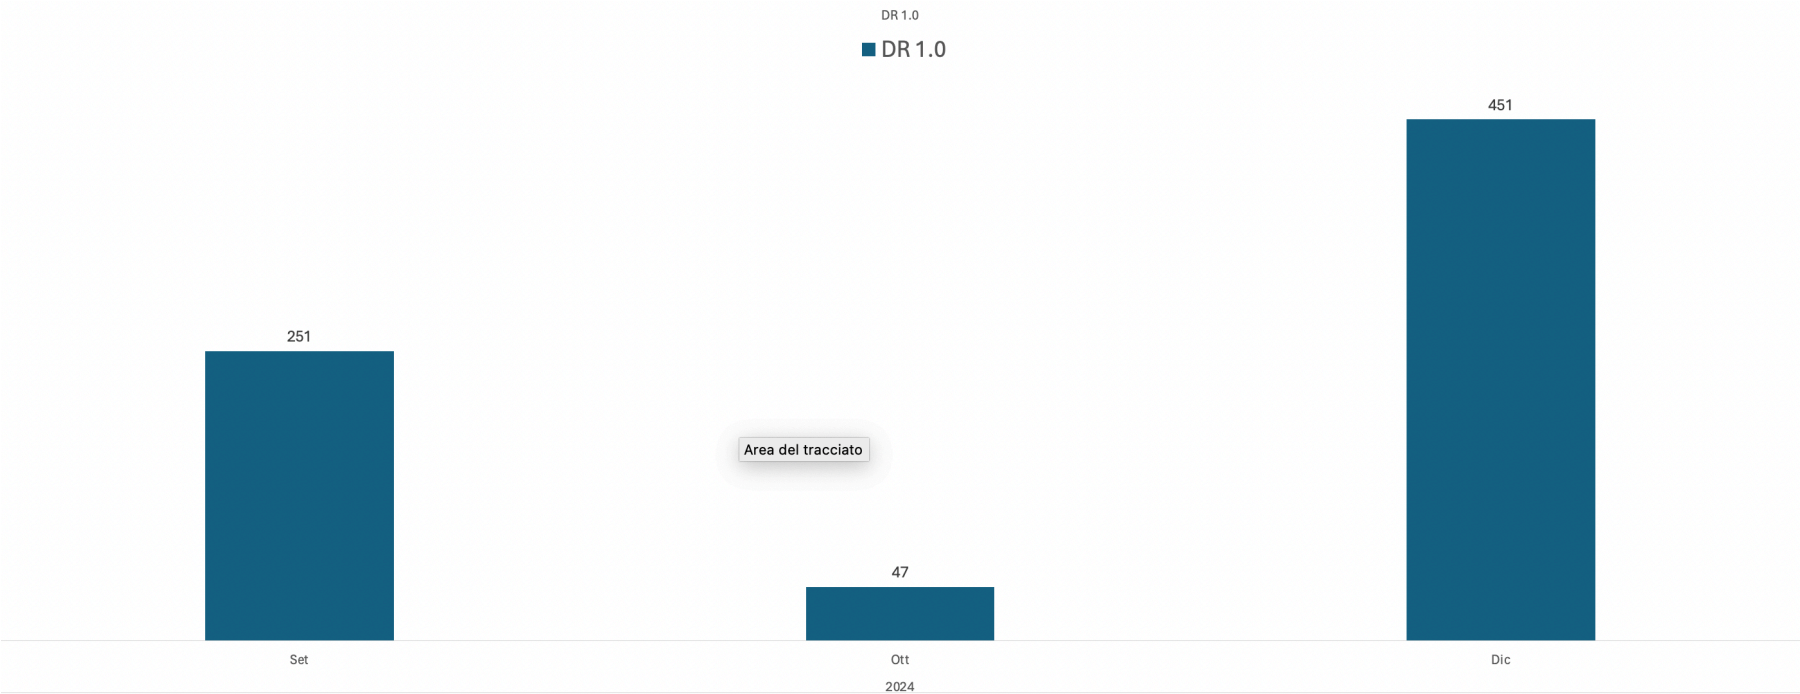 DR 1.0
DR 1.0
451
251
Area del tracciato
47
Set Ott Dic
2024